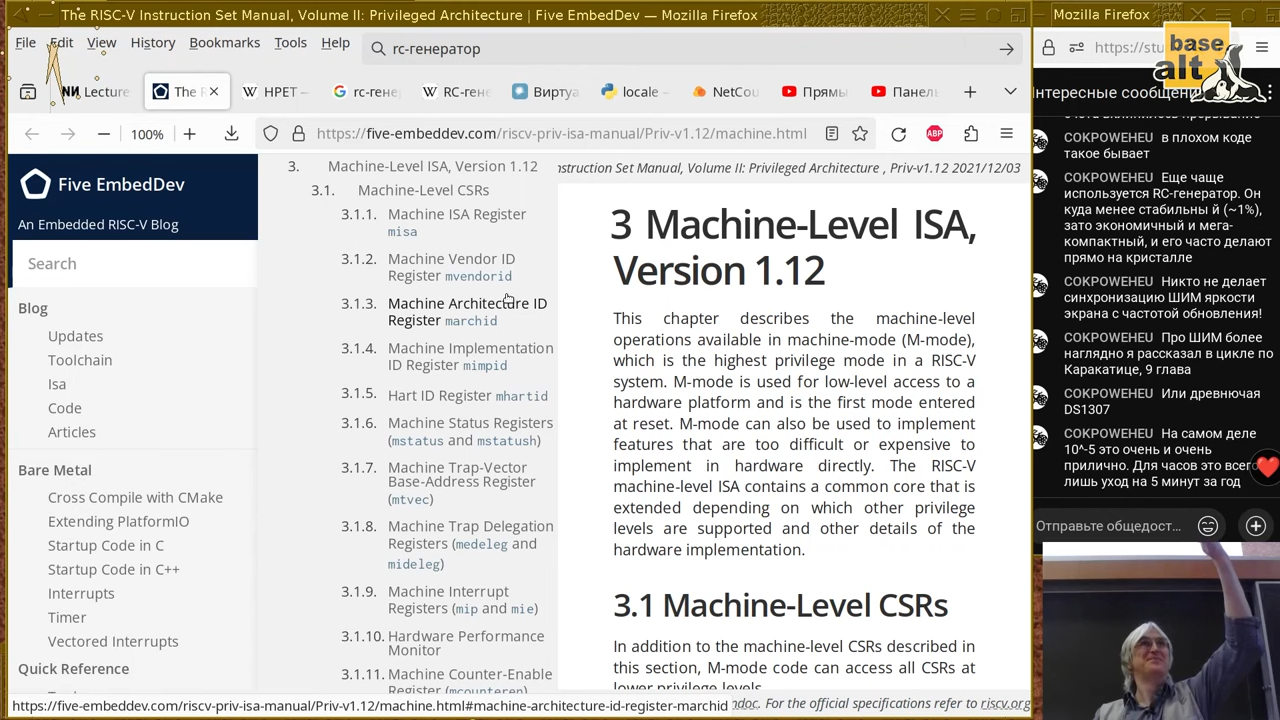 The RISC-V Instruction Set Manual, Volume II: Privileged Architecture | Five EmbedDev — Mozilla Firefox
File Edit View History Bookmarks Tools Help
rc-генератор
Lecture
The R
HPET —
rc-гене
RC-гене
Виртуа
locale —
NetCou
Прямы
Панел
100%
https://five-embeddev.com/riscv-priv-isa-manual/Priv-v1.12/machine.html
ABP
Five EmbedDev
An Embedded RISC-V Blog
Search
Blog
Updates
Toolchain
Isa
Code
Articles
Bare Metal
Cross Compile with CMake
Extending PlatformIO
Startup Code in C
Startup Code in C++
Interrupts
Timer
Vectored Interrupts
Quick Reference
3. Machine-Level ISA, Version 1.12
3.1. Machine-Level CSRs
3.1.1. Machine ISA Register
misa
3.1.2. Machine Vendor ID
Register mvendorid
3.1.3. Machine Architecture ID
Register marchid
3.1.4. Machine Implementation
ID Register mimpid
3.1.5. Hart ID Register mhartid
3.1.6. Machine Status Registers
(mstatus and mstatush)
3.1.7. Machine Trap-Vector
Base-Address Register
(mtvec)
3.1.8. Machine Trap Delegation
Registers (medeleg and
mideleg)
3.1.9. Machine Interrupt
Registers (mip and mie)
3.1.10. Hardware Performance
Monitor
3.1.11. Machine Counter-Enable
Register (mcounteren)
nstruction Set Manual, Volume II: Privileged Architecture , Priv-v1.12 2021/12/03
3 Machine-Level ISA,
Version 1.12
This chapter describes the machine-level
operations available in machine-mode (M-mode),
which is the highest privilege mode in a RISC-V
system. M-mode is used for low-level access to a
hardware platform and is the first mode entered
at reset. M-mode can also be used to implement
features that are too difficult or expensive to
implement in hardware directly. The RISC-V
machine-level ISA contains a common core that is
extended depending on which other privilege
levels are supported and other details of the
hardware implementation.
3.1 Machine-Level CSRs
In addition to the machine-level CSRs described in
this section, M-mode code can access all CSRs at
lower privilege levels.
https://five-embeddev.com/riscv-priv-isa-manual/Priv-v1.12/machine.html#machine-architecture-id-register-marchid
ndoc. For the official specifications refer to riscv.org
Mozilla Firefox
https://stu
base
alt
Интересные сообщени
COKPOWEHEU в плохом коде
такое бывает
COKPOWEHEU Еще чаще
используется RC-генератор. Он
куда менее стабильны й (~1%),
зато экономичный и мега-
компактный, и его часто делают
прямо на кристалле
COKPOWEHEU Никто не делает
синхронизацию ШИМ яркости
экрана с частотой обновления!
COKPOWEHEU Про ШИМ более
наглядно я рассказал в цикле по
Каракатице, 9 глава
COKPOWEHEU Или древнючая
DS1307
COKPOWEHEU На самом деле
10^-5 это очень и очень
прилично. Для часов это всего
лишь уход на 5 минут за год
Отправьте общедост...